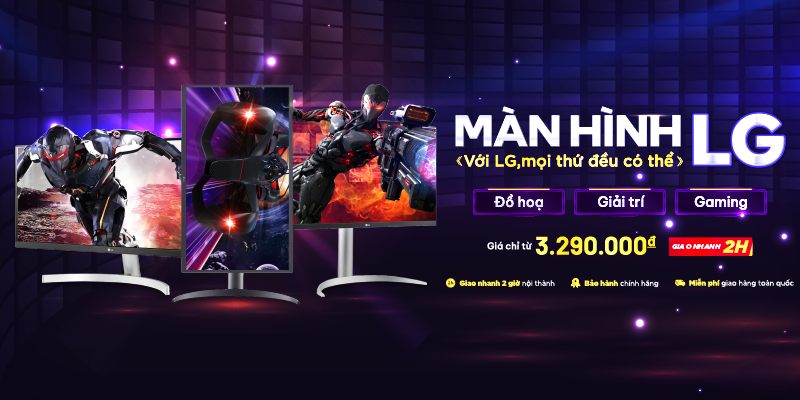 MÀN HÌNH LG
《Với LG,mọi thứ đều có thể》
Đồ hoạ Giải trí Gaming
Giá chỉ từ 3.290.000đ GIAO NHANH 2H
2h Giao nhanh 2 giờ nội thành Bảo hành chính hãng Miễn phí giao hàng toàn quốc